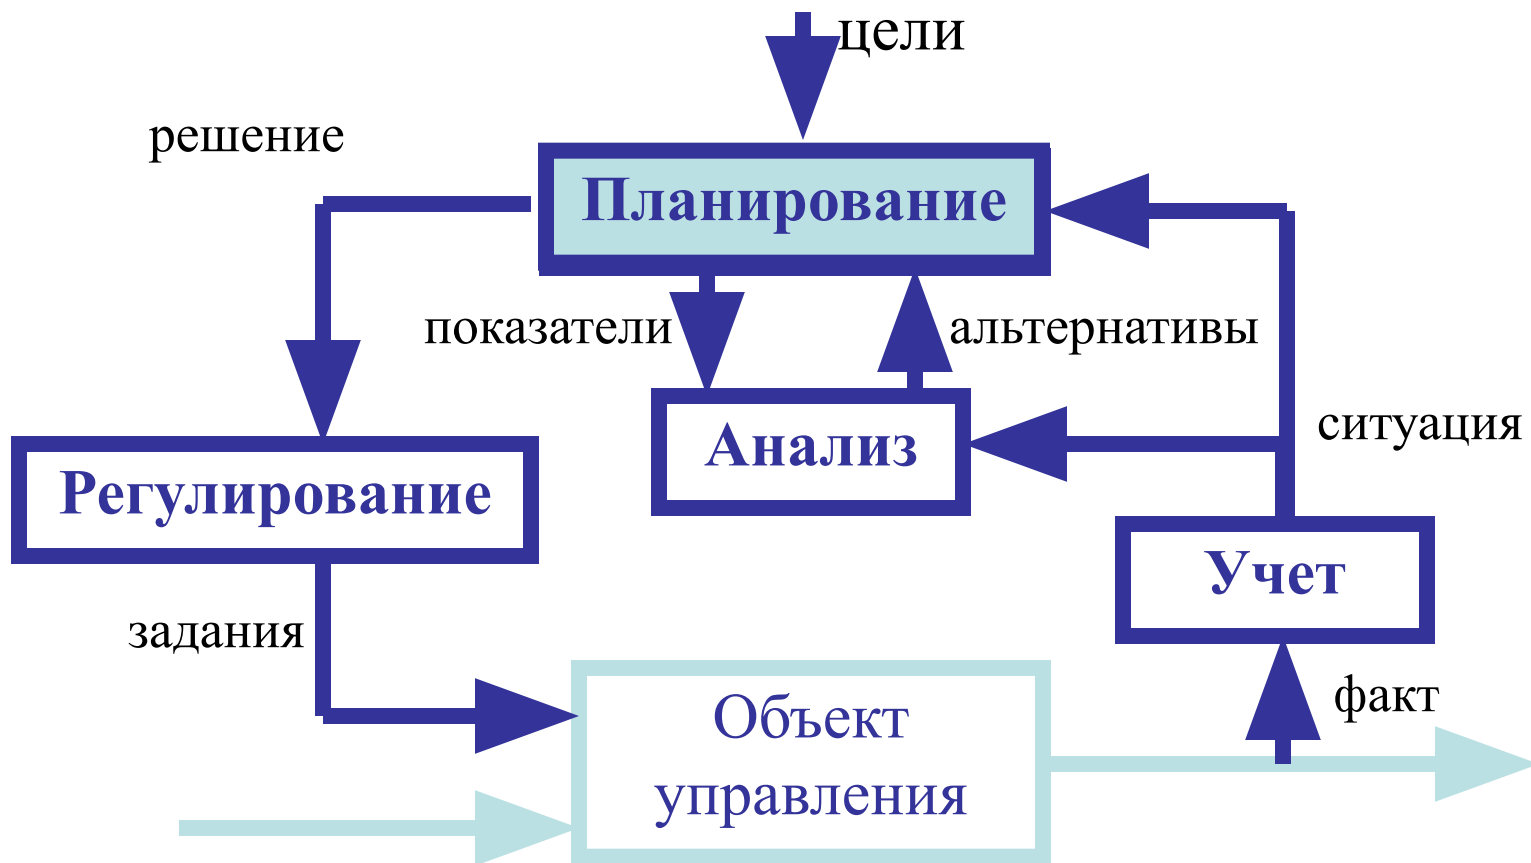 цели
решение
Планирование
показатели
альтернативы
ситуация
Анализ
Регулирование
Учет
задания
факт
Объект
управления